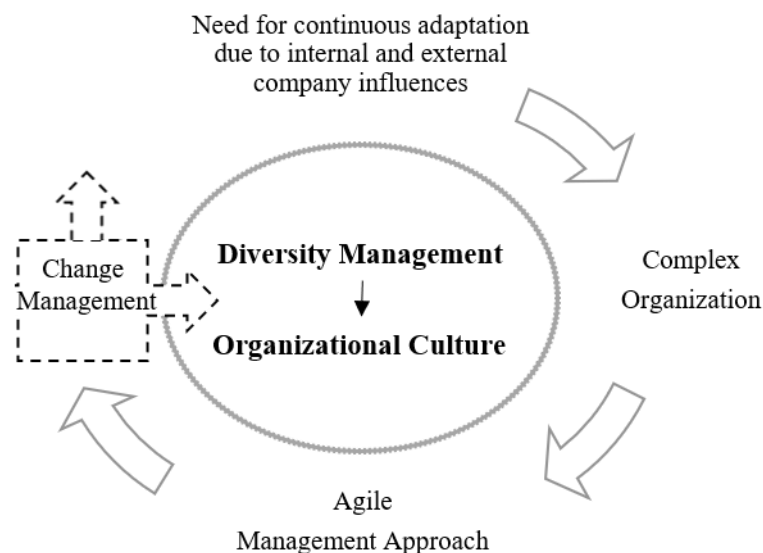 Need for continuous adaptation
due to internal and external
company influences
Diversity Management
Organizational Culture
Change
Management
Complex
Organization
Agile
Management Approach